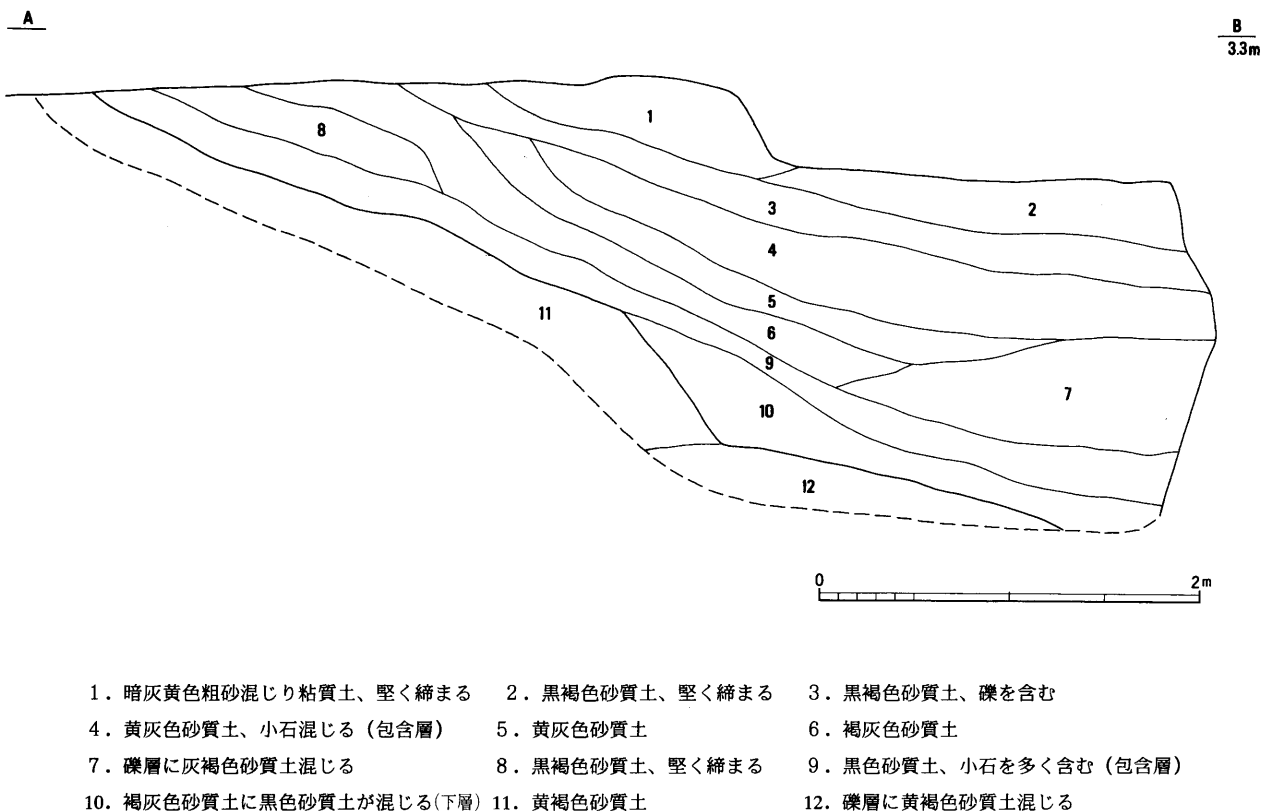 A
B
3.3m
1
8
3
2
4
5
11
6
9
7
10
12
0 2m
1．暗灰黄色粗砂混じり粘質土、堅く締まる 2．黒褐色砂質土、堅く締まる 3．黒褐色砂質土、礫を含む
4．黄灰色砂質土、小石混じる（包含層） 5．黄灰色砂質土 6．褐灰色砂質土
7．礫層に灰褐色砂質土混じる 8．黒褐色砂質土、堅く締まる 9．黒色砂質土、小石を多く含む（包含層）
10．褐灰色砂質土に黒色砂質土が混じる(下層) 11．黄褐色砂質土 12．礫層に黄褐色砂質土混じる